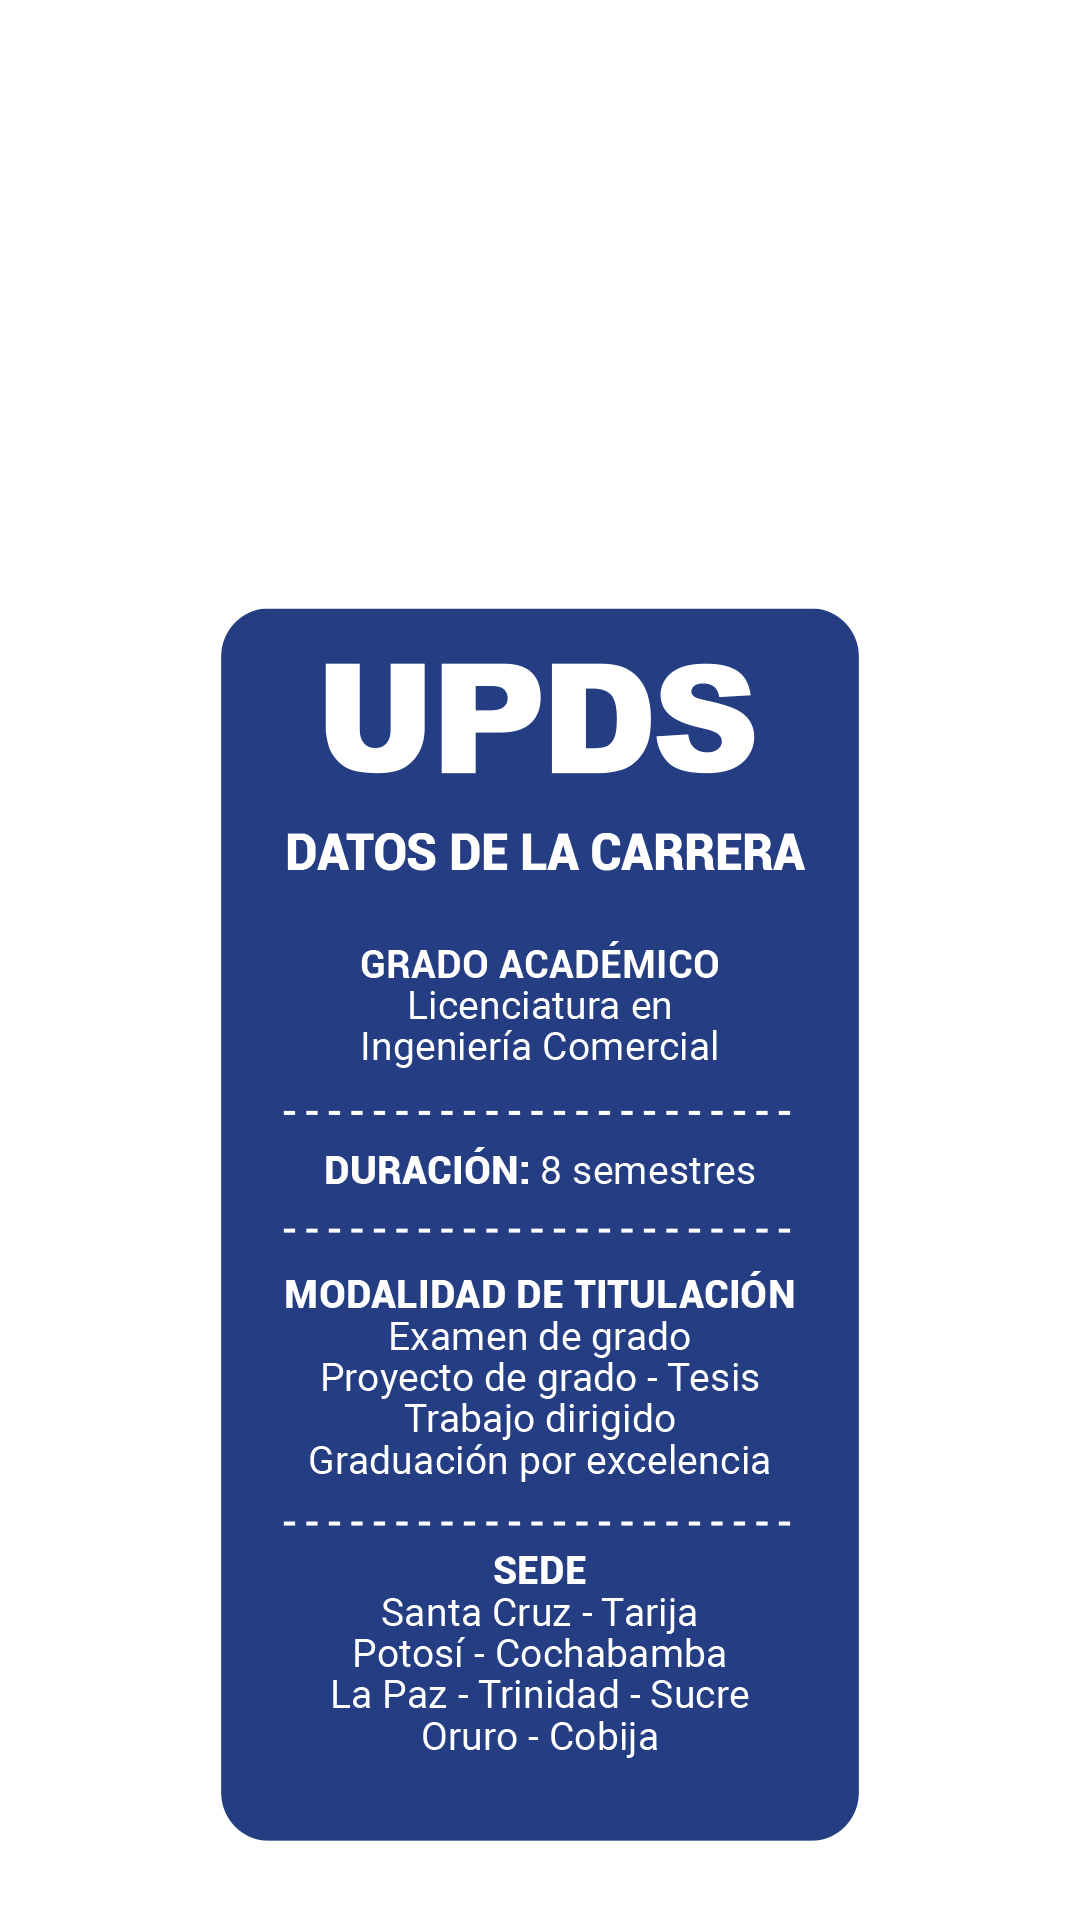 UPDS
DATOS DE LA CARRERA
GRADO ACADÉMICO
Licenciatura en
Ingeniería Comercial
-----------------------
DURACIÓN: 8 semestres
-----------------------
MODALIDAD DE TITULACIÓN
Examen de grado
Proyecto de grado - Tesis
Trabajo dirigido
Graduación por excelencia
-----------------------
SEDE
Santa Cruz - Tarija
Potosí - Cochabamba
La Paz - Trinidad - Sucre
Oruro - Cobija